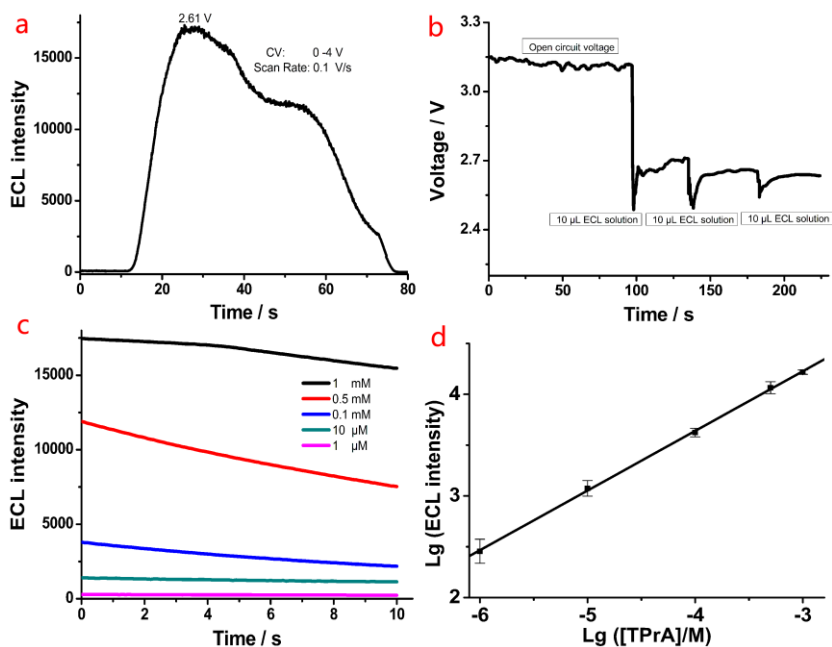 a
2.61 V
CV: 0 -4 V
Scan Rate: 0.1 V/s
15000
10000
5000
0
ECL intensity
0 20 40 60 80
Time / s
b
Open circuit voltage
3.3
3.0
2.7
2.4
Voltage / V
10 µL ECL solution 10 µL ECL solution 10 µL ECL solution
0 50 100 150 200
Time / s
c
1 mM
0.5 mM
0.1 mM
10 µM
1 µM
15000
10000
5000
0
ECL intensity
0 2 4 6 8 10
Time / s
d
4
3
2
Lg (ECL intensity)
-6 -5 -4 -3
Lg ([TPrA]/M)